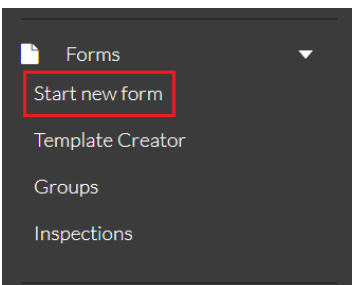 Forms
Start new form
Template Creator
Groups
Inspections